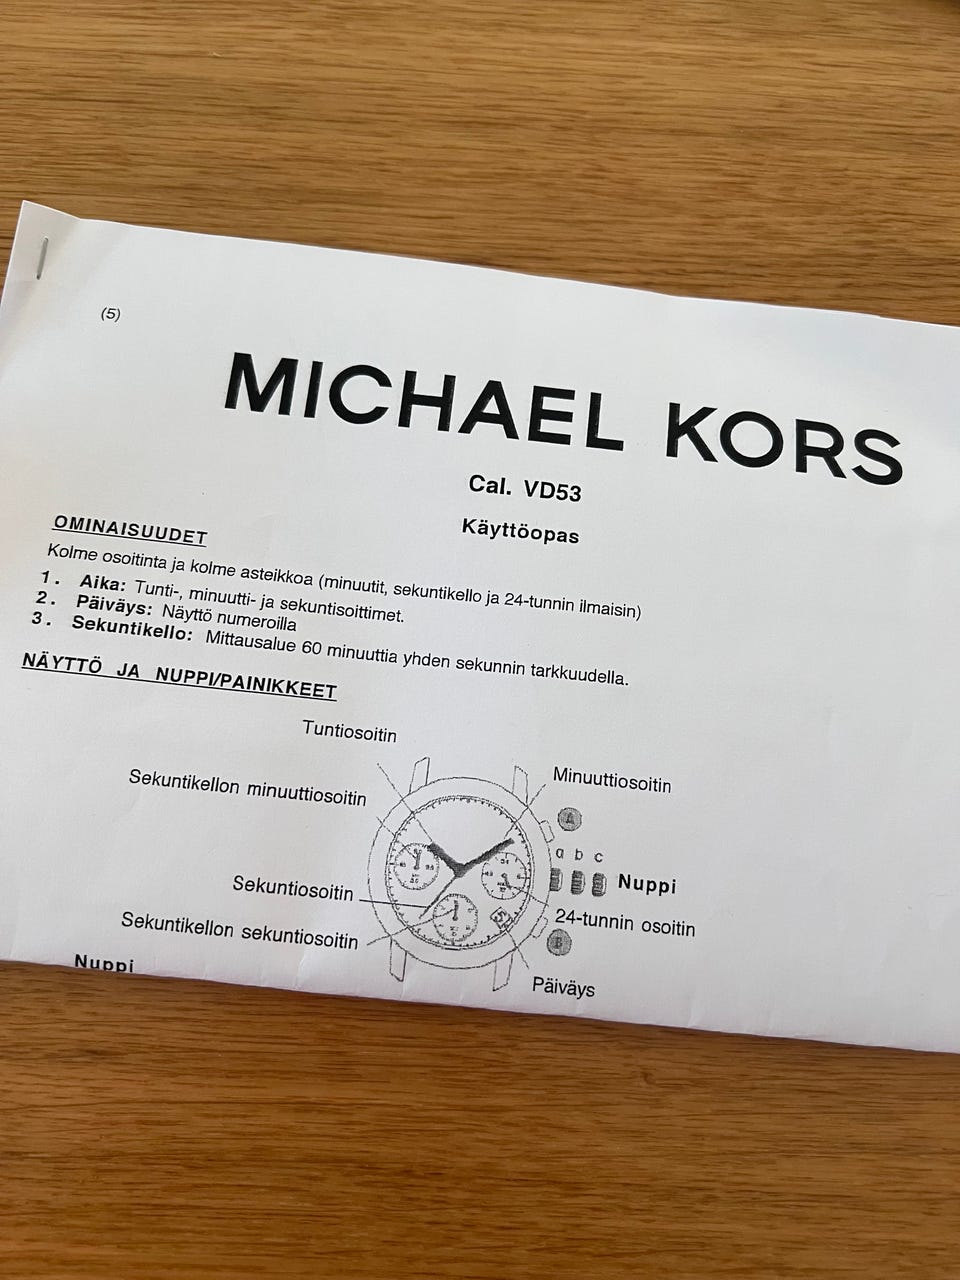 (5)
MICHAEL KORS
Cal. VD53
Käyttöopas
OMINAISUUDET
Kolme osoitinta ja kolme asteikkoa (minuutit, sekuntikello ja 24-tunnin ilmaisin)
1. Aika: Tunti-, minuutti- ja sekuntisoittimet.
2. Päiväys: Näyttö numeroilla
3. Sekuntikello: Mittausalue 60 minuuttia yhden sekunnin tarkkuudella.
NÄYTTÖ JA NUPPI/PAINIKKEET
Tuntiosoitin
Sekuntikellon minuuttiosoitin
Minuuttiosoitin
A
a b c
Nuppi
Sekuntiosoitin
24-tunnin osoitin
Sekuntikellon sekuntiosoitin
B
Päiväys
Nuppi